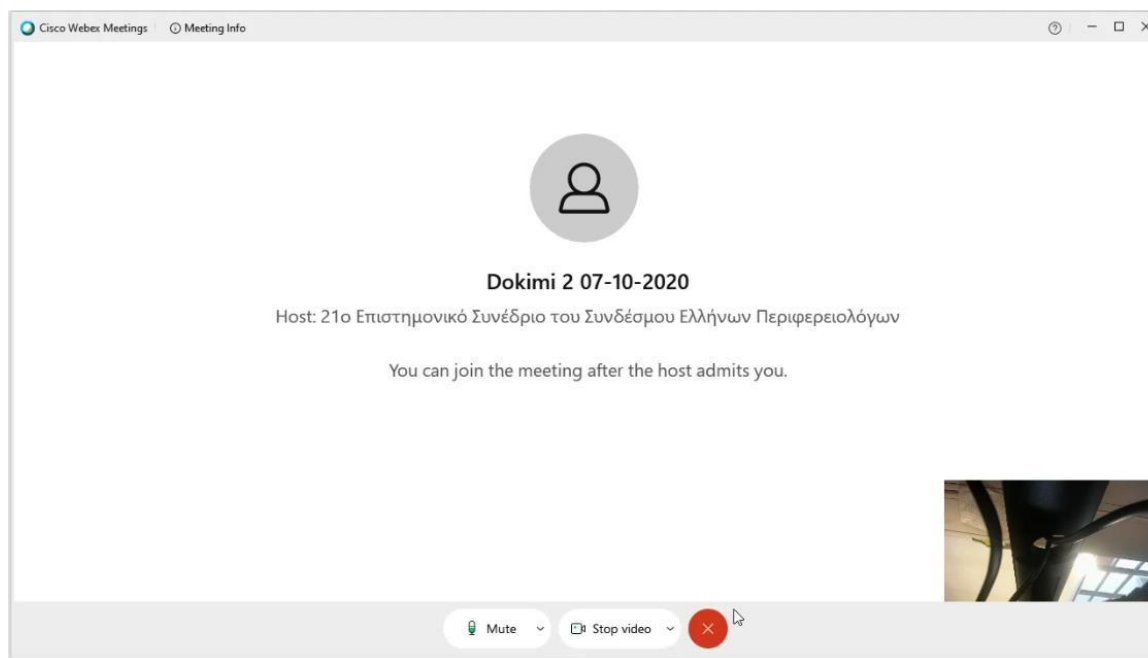 Cisco Webex Meetings Meeting Info
Dokimi 2 07-10-2020
Host: 21ο Επιστημονικό Συνέδριο του Συνδέσμου Ελλήνων Περιφερειολόγων
You can join the meeting after the host admits you.
Mute Stop video